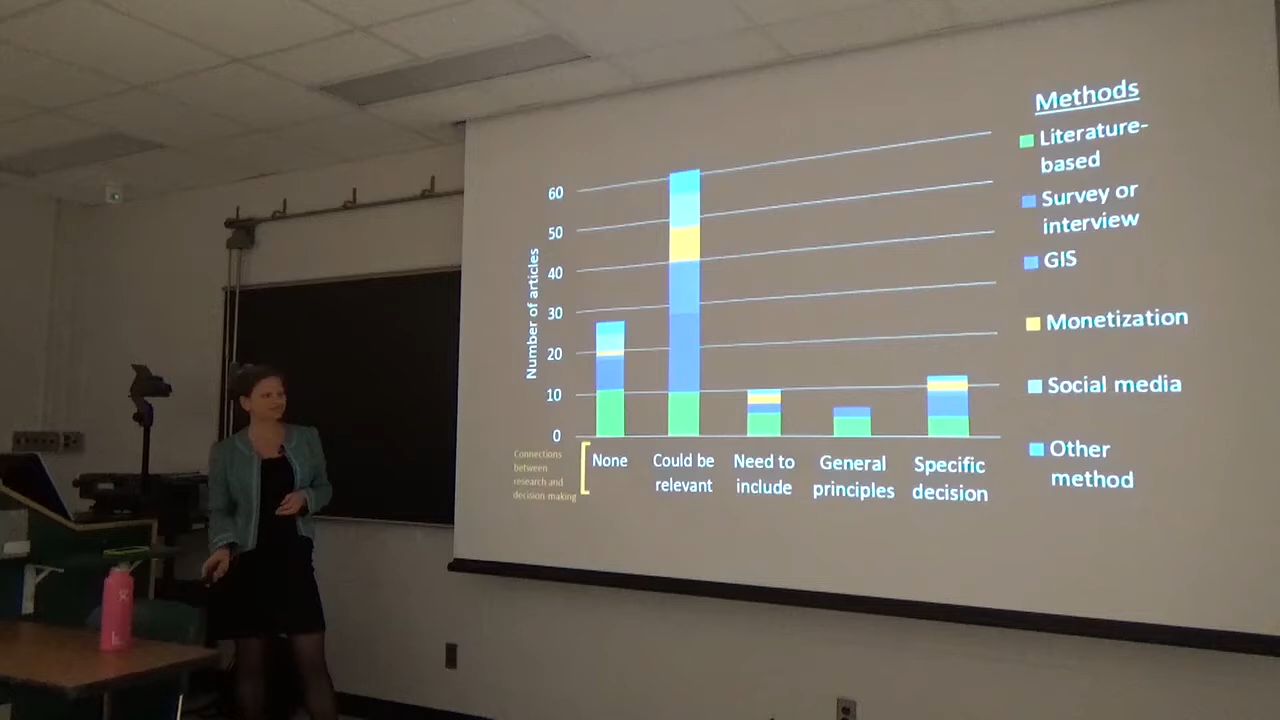 Methods
Literature-
based
Survey or
interview
GIS
Monetization
Social media
Other
method
Number of articles
60
50
40
30
20
10
0
Connections
between
research and
decision-making
None
Could be
relevant
Need to
include
General
principles
Specific
decision